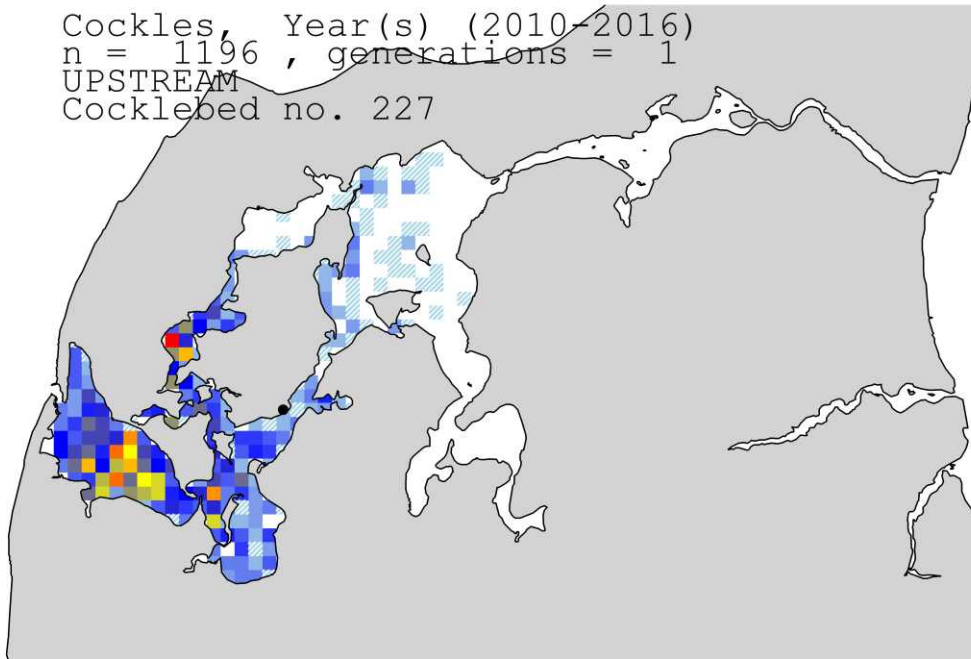 Cockles, Year(s) (2010-2016)
n = 1196 , generations = 1
UPSTREAM
Cocklebed no. 227